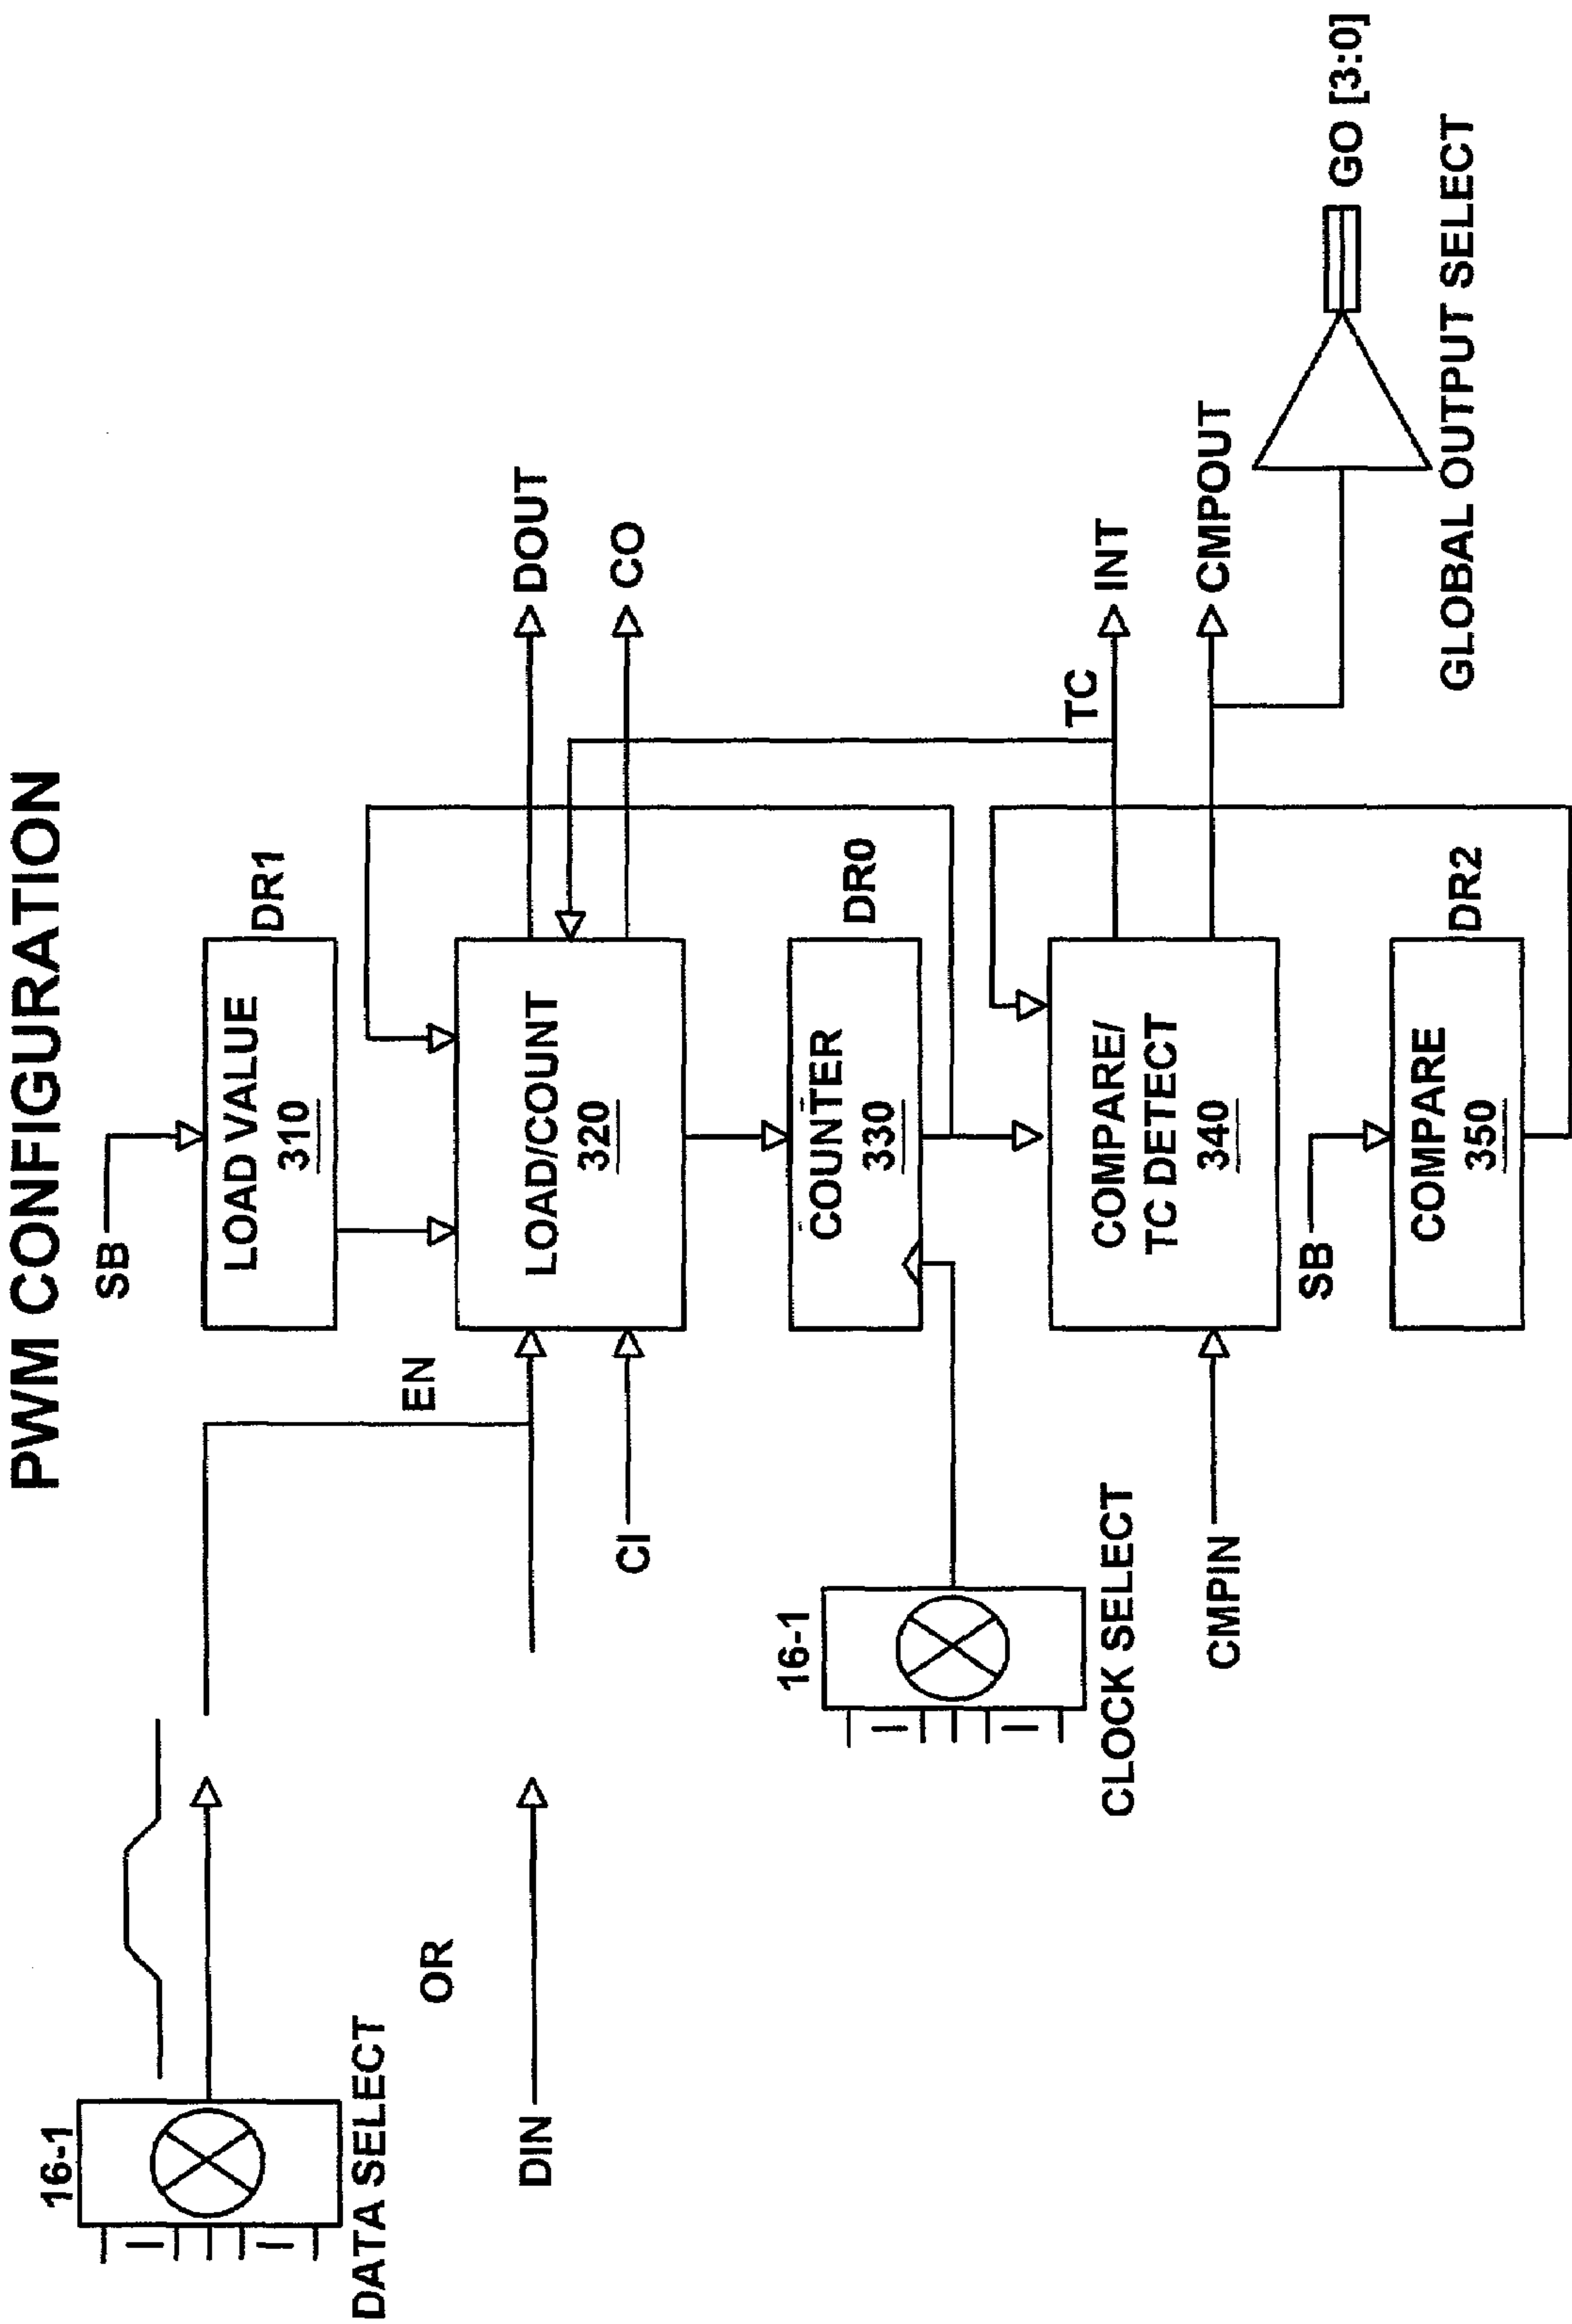 PWM CONFIGURATION
16-1
DATA SELECT
OR
DIN
EN
CI
SB
LOAD VALUE
310
DR1
LOAD/COUNT
320
DOUT
CO
16-1
CLOCK SELECT
COUNTER
330
DR0
TC
INT
CMPIN
COMPARE/
TC DETECT
340
CMPOUT
SB
COMPARE
350
DR2
GO [3:0]
GLOBAL OUTPUT SELECT